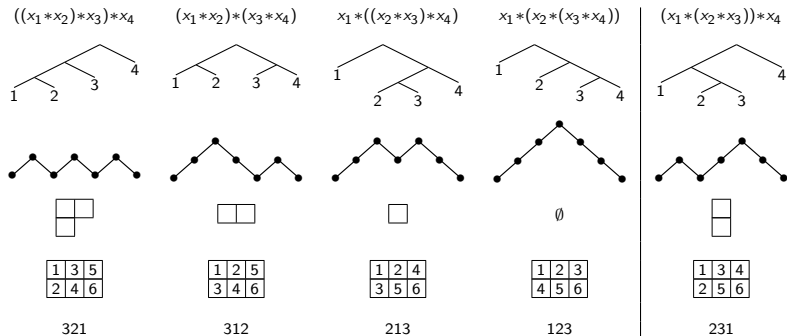 ((x₁*x₂)*x₃)*x₄ (x₁*x₂)*(x₃*x₄) x₁*((x₂*x₃)*x₄) x₁*(x₂*(x₃*x₄)) (x₁*(x₂*x₃))*x₄
1 2 3 4 1 2 3 4 1 2 3 4 1 2 3 4 1 2 3 4
∅
1 3 5 1 2 5 1 2 4 1 2 3 1 3 4
2 4 6 3 4 6 3 5 6 4 5 6 2 5 6
321 312 213 123 231